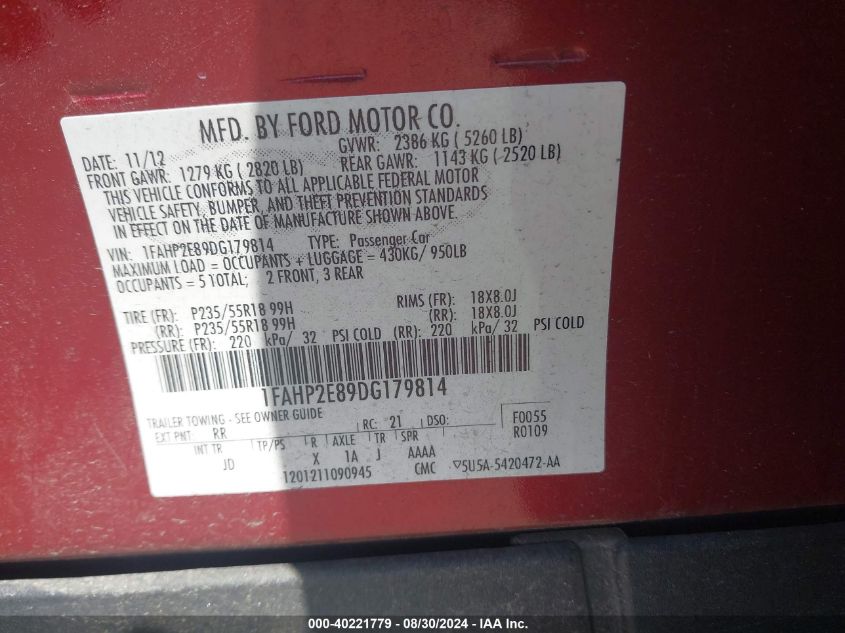 MFD. BY FORD MOTOR CO.
DATE: 11/12 GVWR: 2386 KG ( 5260 LB)
FRONT GAWR: 1279 KG ( 2820 LB) REAR GAWR: 1143 KG ( 2520 LB)
THIS VEHICLE CONFORMS TO ALL APPLICABLE FEDERAL MOTOR
VEHICLE SAFETY, BUMPER, AND THEFT PREVENTION STANDARDS
IN EFFECT ON THE DATE OF MANUFACTURE SHOWN ABOVE.
VIN: 1FAHP2E89DG179814 TYPE: Passenger Car
MAXIMUM LOAD = OCCUPANTS + LUGGAGE = 430KG/ 950LB
OCCUPANTS = 5 TOTAL; 2 FRONT, 3 REAR
TIRE (FR): P235/55R18 99H RIMS (FR): 18X8.0J
(RR): P235/55R18 99H (RR): 18X8.0J
PRESSURE (FR): 220 kPa/ 32 PSI COLD (RR): 220 kPa/ 32 PSI COLD
1FAHP2E89DG179814
TRAILER TOWING - SEE OWNER GUIDE
EXT PNT: RR RC: 21 DSO: F0055
R0109
INT TR TP/PS R AXLE TR SPR
JD X 1A J AAAA
1201211090945 CMC ▽5U5A-5420472-AA
000-40221779 - 08/30/2024 - IAAI.com